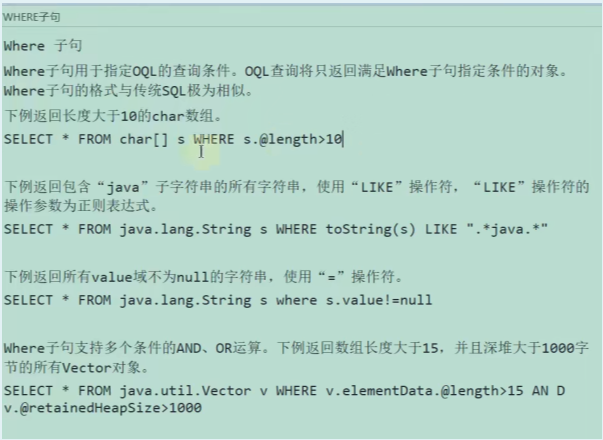 WHERE子句
Where 子句
Where子句用于指定OQL的查询条件。OQL查询将只返回满足Where子句指定条件的对象。
Where子句的格式与传统SQL极为相似。
下例返回长度大于10的char数组。
SELECT * FROM char[] s WHERE s.@length>10
下例返回包含“java”子字符串的所有字符串，使用“LIKE”操作符，“LIKE”操作符的
操作参数为正则表达式。
SELECT * FROM java.lang.String s WHERE toString(s) LIKE ".*java.*"
下例返回所有value域不为null的字符串，使用“=”操作符。
SELECT * FROM java.lang.String s where s.value!=null
Where子句支持多个条件的AND、OR运算。下例返回数组长度大于15，并且深堆大于1000字
节的所有Vector对象。
SELECT * FROM java.util.Vector v WHERE v.elementData.@length>15 AN D
v.@retainedHeapSize>1000